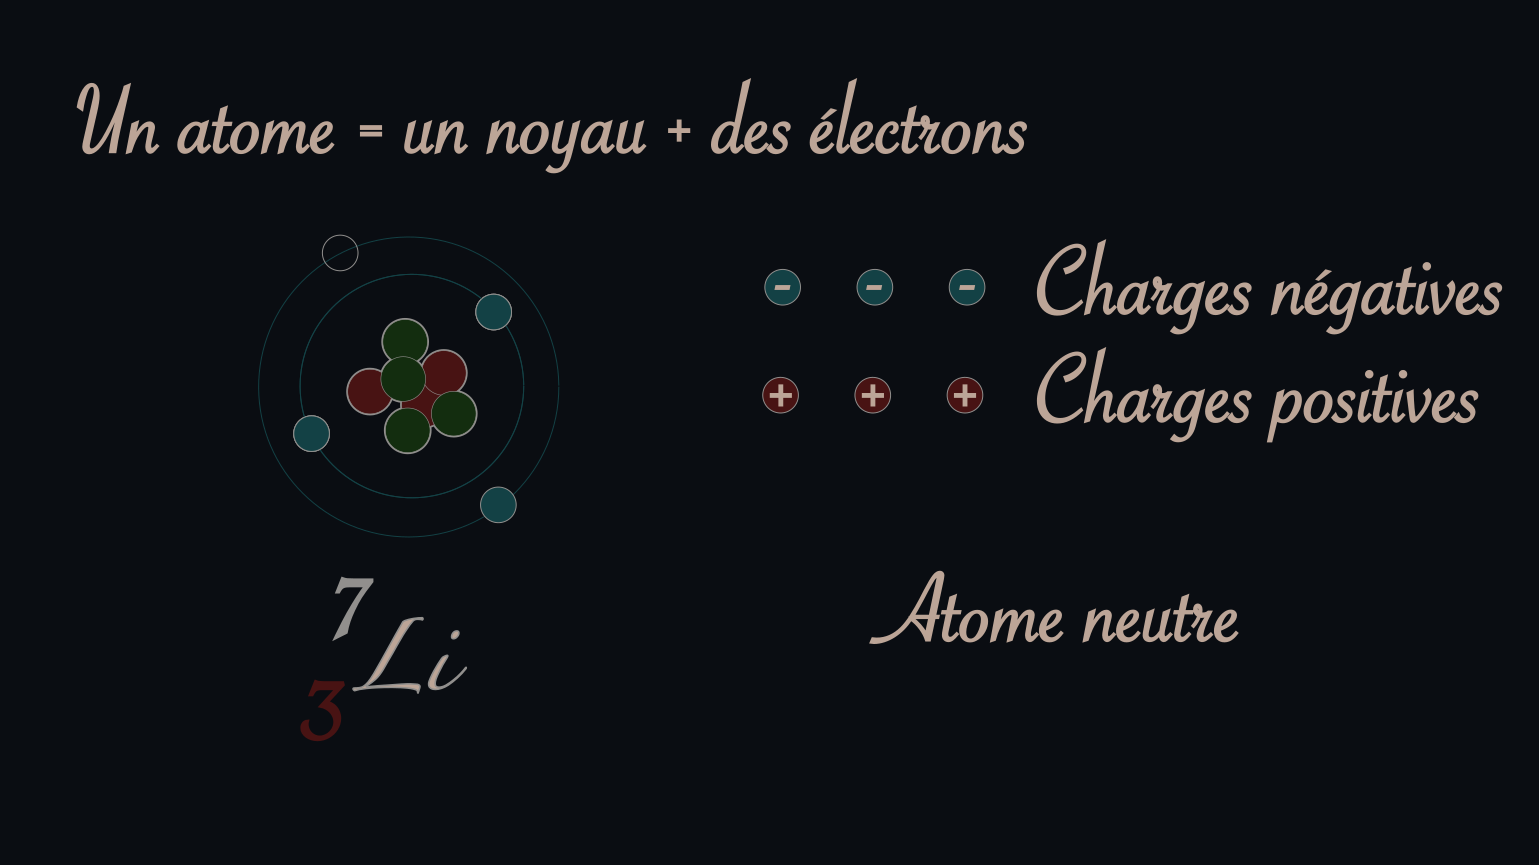 Un atome = un noyau + des électrons
- - - Charges négatives
+ + + Charges positives
7
Li
3
Atome neutre